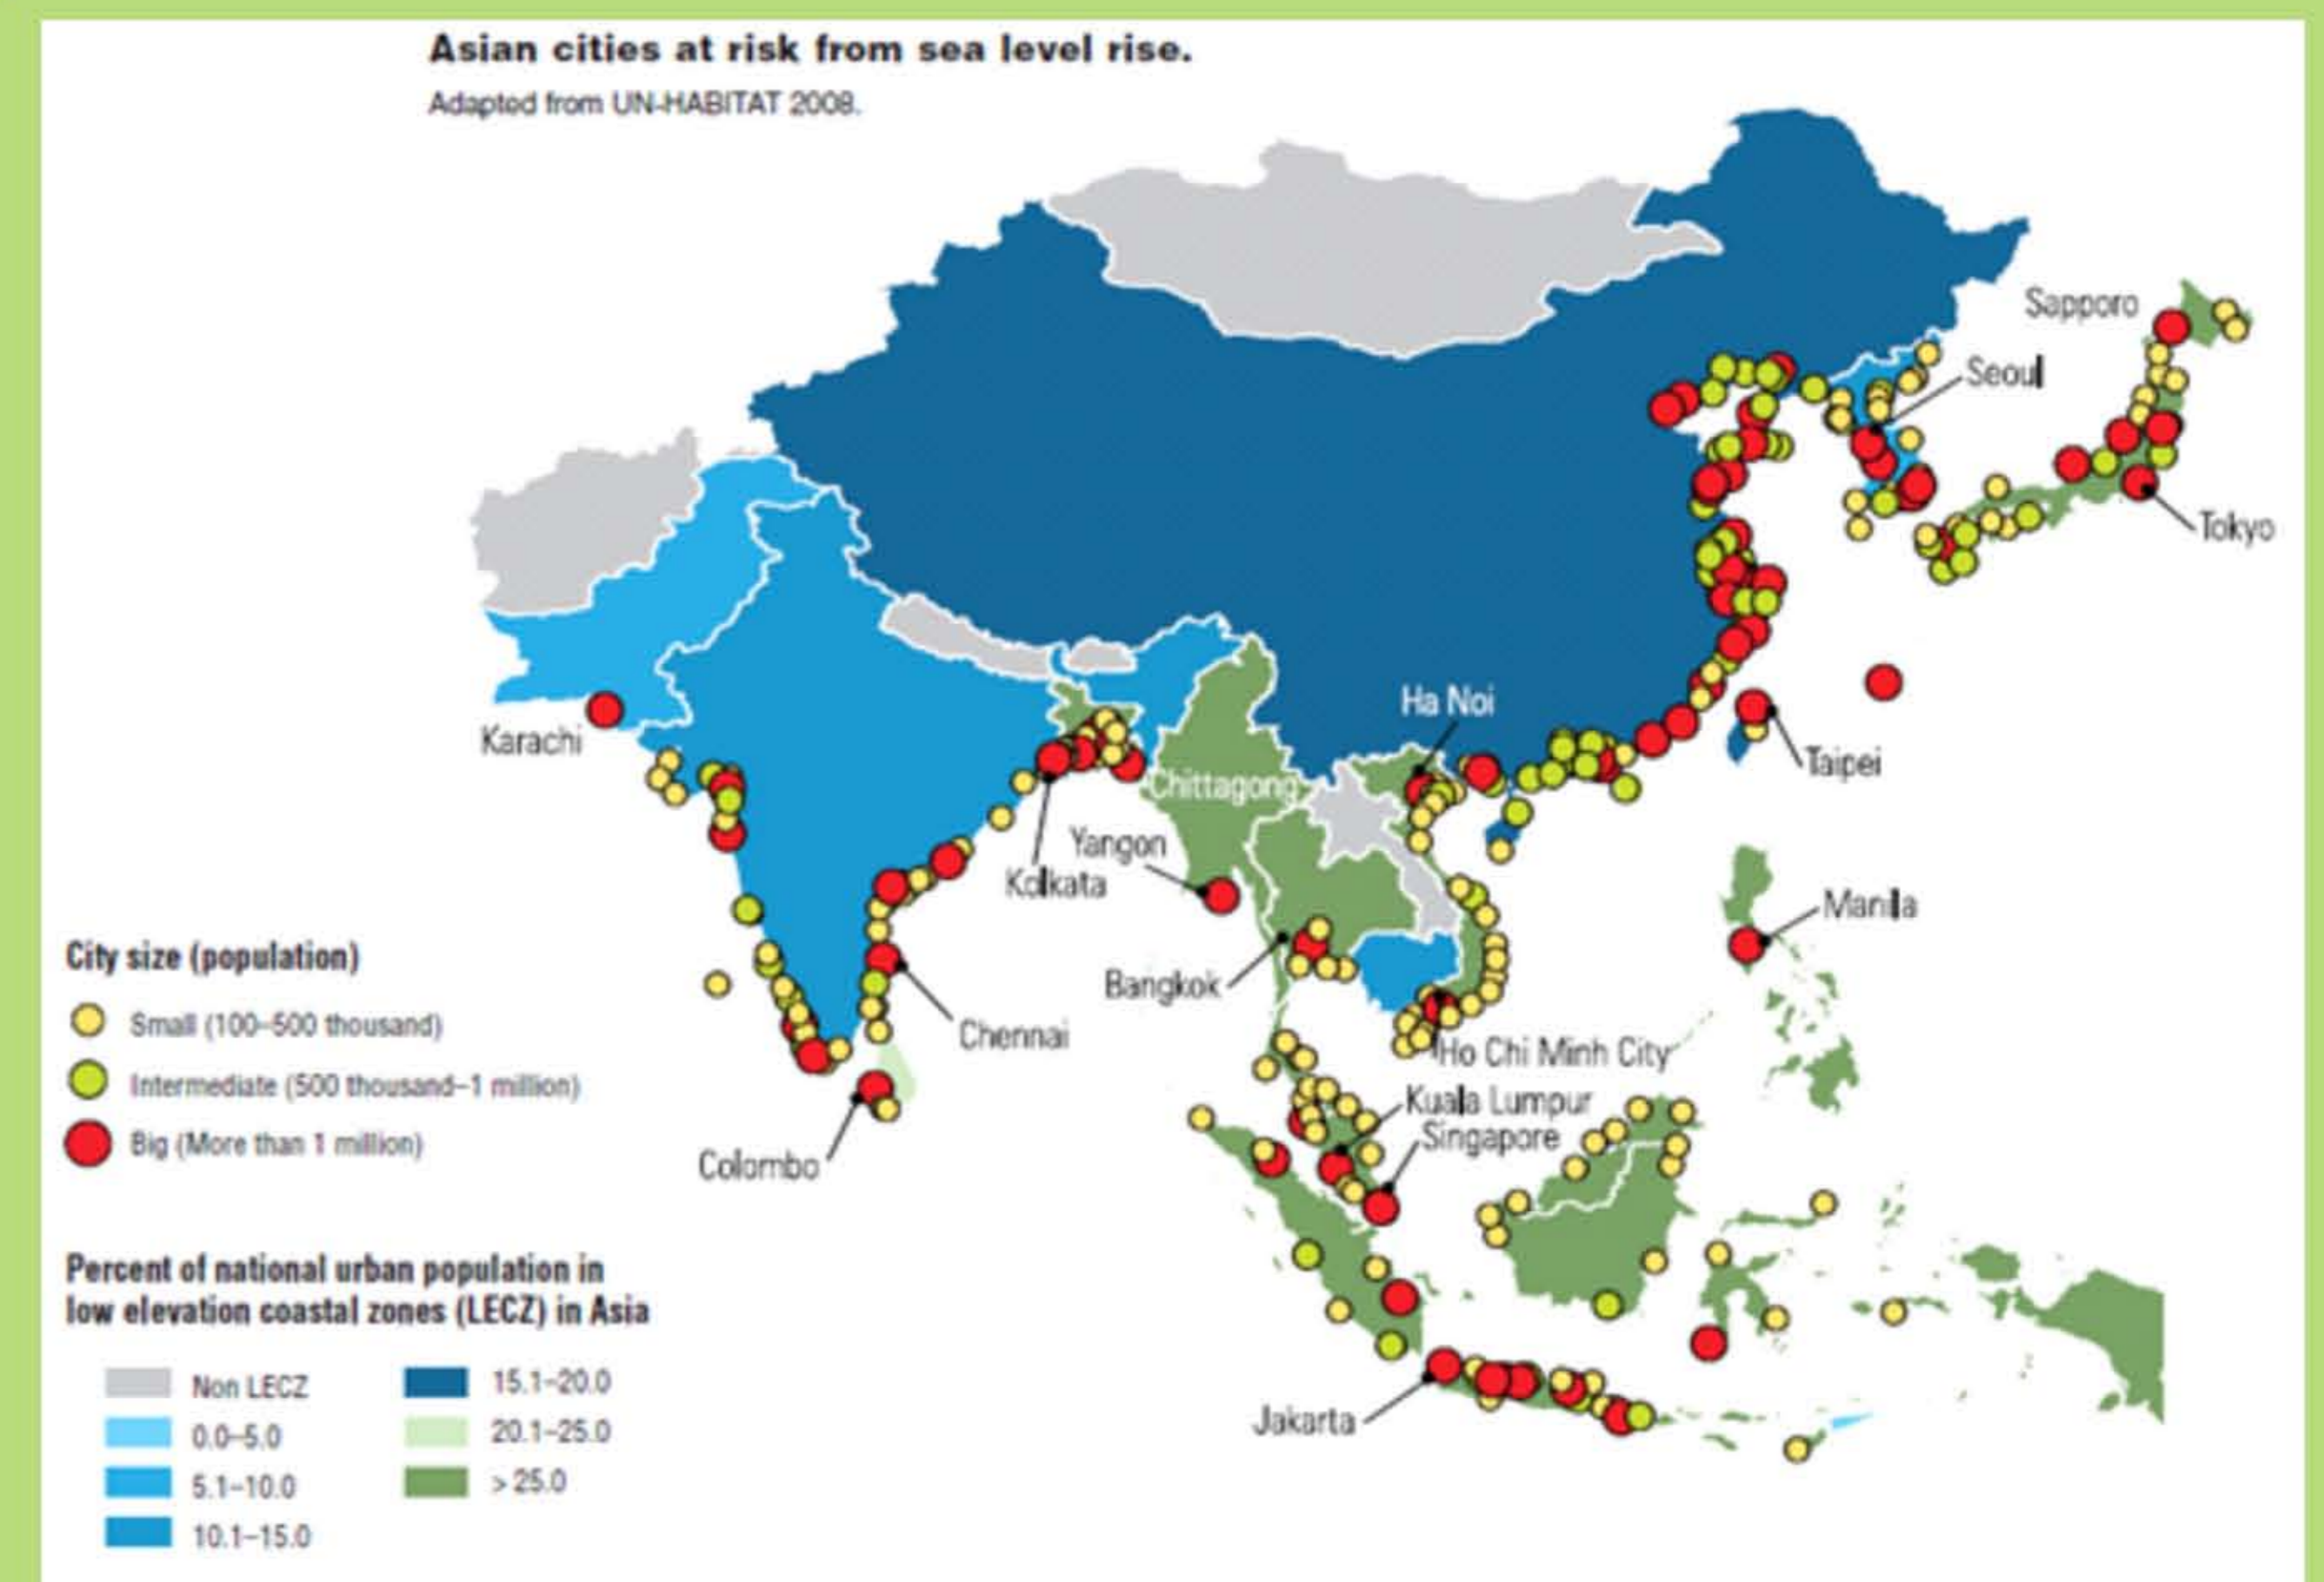 Asian cities at risk from sea level rise.
Adapted from UN-HABITAT 2008.
Sapporo
Seoul
Tokyo
Ha Noi
Karachi
Taipei
Chittagong
Yangon
Kolkata
Manila
Bangkok
Chennai
Ho Chi Minh City
Kuala Lumpur
Singapore
Colombo
Jakarta
City size (population)
Small (100–500 thousand)
Intermediate (500 thousand–1 million)
Big (More than 1 million)
Percent of national urban population in
low elevation coastal zones (LECZ) in Asia
Non LECZ
0.0–5.0
5.1–10.0
10.1–15.0
15.1–20.0
20.1–25.0
> 25.0